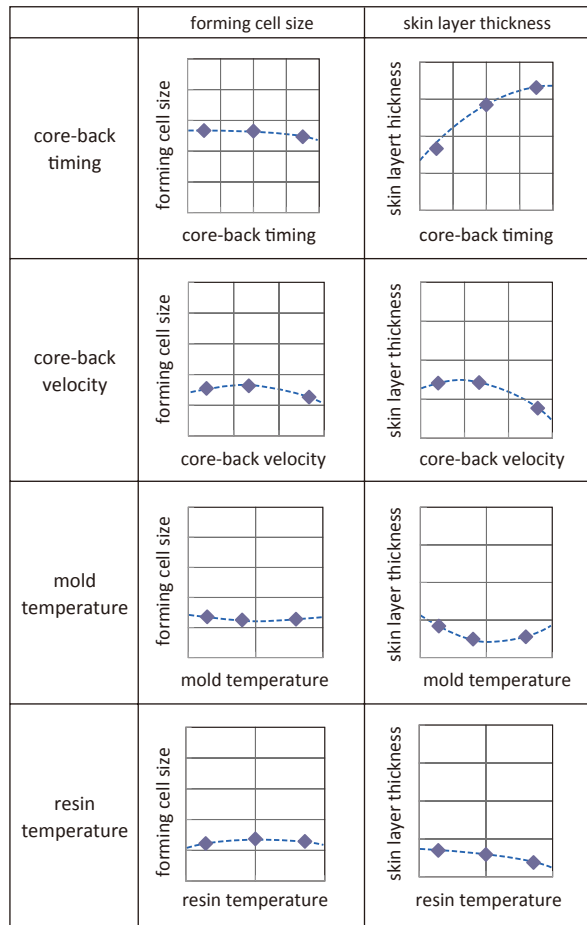 forming cell size
skin layer thickness
core-back
timing
forming cell size
core-back timing
skin layert hickness
core-back timing
core-back
velocity
forming cell size
core-back velocity
skin layer thickness
core-back velocity
mold
temperature
forming cell size
mold temperature
skin layer thickness
mold temperature
resin
temperature
forming cell size
resin temperature
skin layer thickness
resin temperature